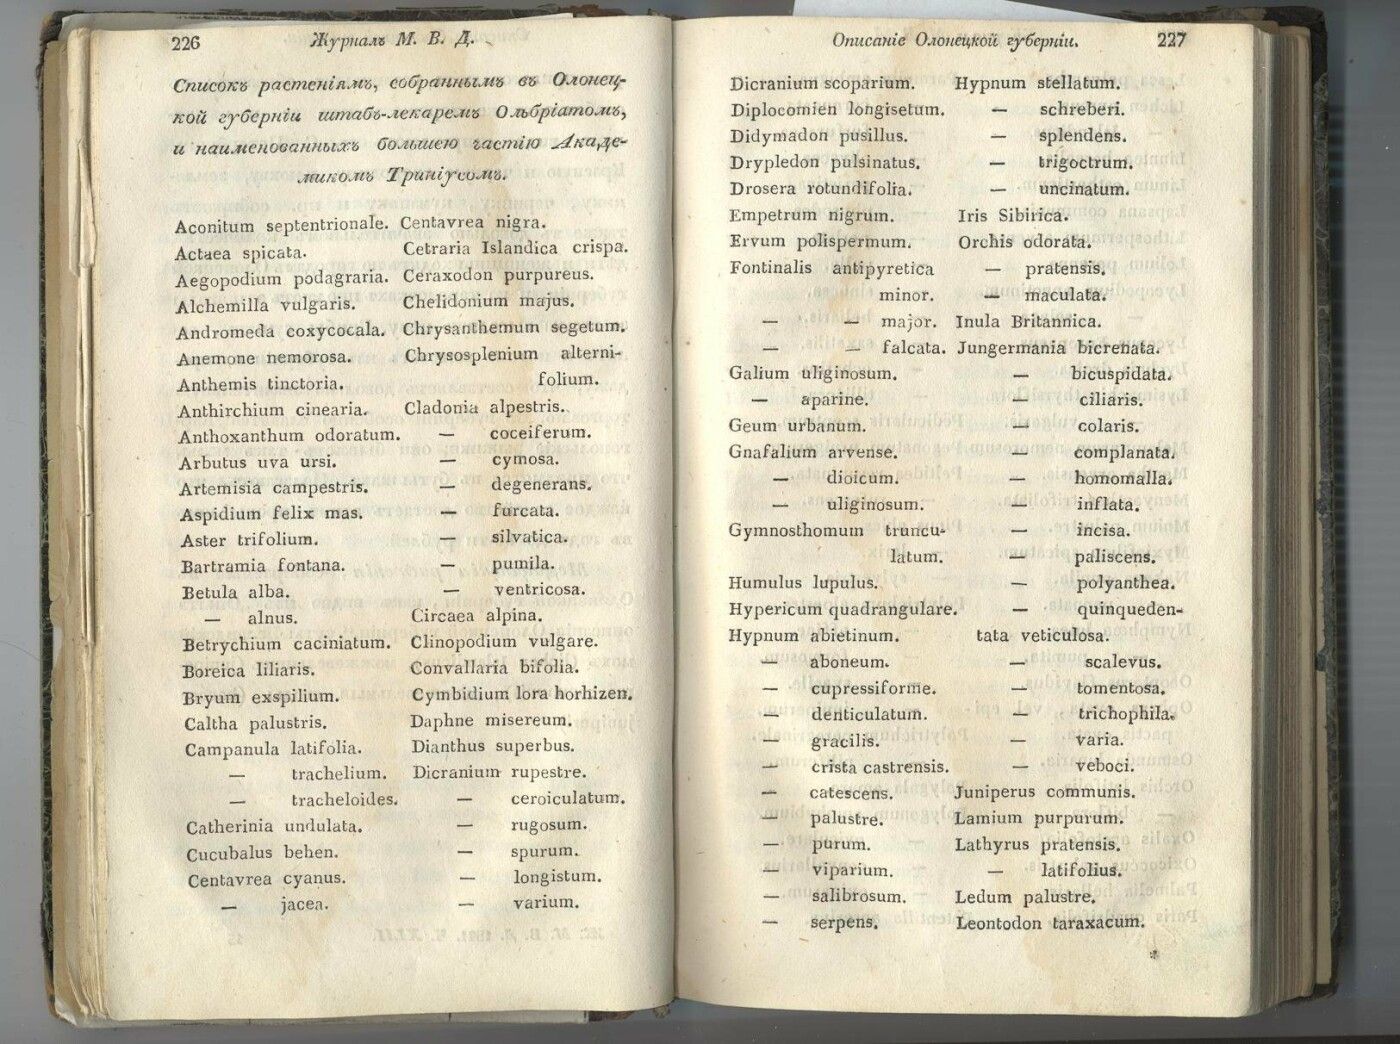 226
Журналъ М. В. Д.
Списокъ растеніямъ, собраннымъ въ Олонец-
кой губерніи штабъ-лекаремъ Ольбріатомъ,
и наименованныхъ большею частію Акаде-
микомъ Триніусомъ.
Aconitum septentrionale.
Actaea spicata.
Aegopodium podagraria.
Alchemilla vulgaris.
Andromeda coxycocala.
Anemone nemorosa.
Anthemis tinctoria.
Anthirchium cinearia.
Anthoxanthum odoratum.
Arbutus uva ursi.
Artemisia campestris.
Aspidium felix mas.
Aster trifolium.
Bartramia fontana.
Betula alba.
— alnus.
Betrychium caciniatum.
Boreica liliaris.
Bryum exspilium.
Caltha palustris.
Campanula latifolia.
— trachelium.
— tracheloides.
Catherinia undulata.
Cucubalus behen.
Centavrea cyanus.
— jacea.
Centavrea nigra.
Cetraria Islandica crispa.
Ceraxodon purpureus.
Chelidonium majus.
Chrysanthemum segetum.
Chrysosplenium alterni-
folium.
Cladonia alpestris.
— coceiferum.
— cymosa.
— degenerans.
— furcata.
— silvatica.
— pumila.
— ventricosa.
Circaea alpina.
Clinopodium vulgare.
Convallaria bifolia.
Cymbidium lora horhizen.
Daphne misereum.
Dianthus superbus.
Dicranium rupestre.
— ceroiculatum.
— rugosum.
— spurum.
— longistum.
— varium.
Описаніе Олонецкой губерніи.
227
Dicranium scoparium.
Diplocomien longisetum.
Didymadon pusillus.
Drypledon pulsinatus.
Drosera rotundifolia.
Empetrum nigrum.
Ervum polispermum.
Fontinalis antipyretica
minor.
— — major.
— — falcata.
Galium uliginosum.
— aparine.
Geum urbanum.
Gnafalium arvense.
— dioicum.
— uliginosum.
Gymnosthomum truncu-
latum.
Humulus lupulus.
Hypericum quadrangulare.
Hypnum abietinum.
— aboneum.
— cupressiforme.
— denticulatum.
— gracilis.
— crista castrensis.
— catescens.
— palustre.
— purum.
— viparium.
— salibrosum.
— serpens.
Hypnum stellatum.
— schreberi.
— splendens.
— trigoctrum.
— uncinatum.
Iris Sibirica.
Orchis odorata.
— pratensis.
— maculata.
Inula Britannica.
Jungermania bicrenata.
— bicuspidata.
— ciliaris.
— colaris.
— complanata.
— homomalla.
— inflata.
— incisa.
— paliscens.
— polyanthea.
— quinqueden-
tata veticulosa.
— scalevus.
— tomentosa.
— trichophila.
— varia.
— veboci.
Juniperus communis.
Lamium purpurum.
Lathyrus pratensis.
— latifolius.
Ledum palustre.
Leontodon taraxacum.
*